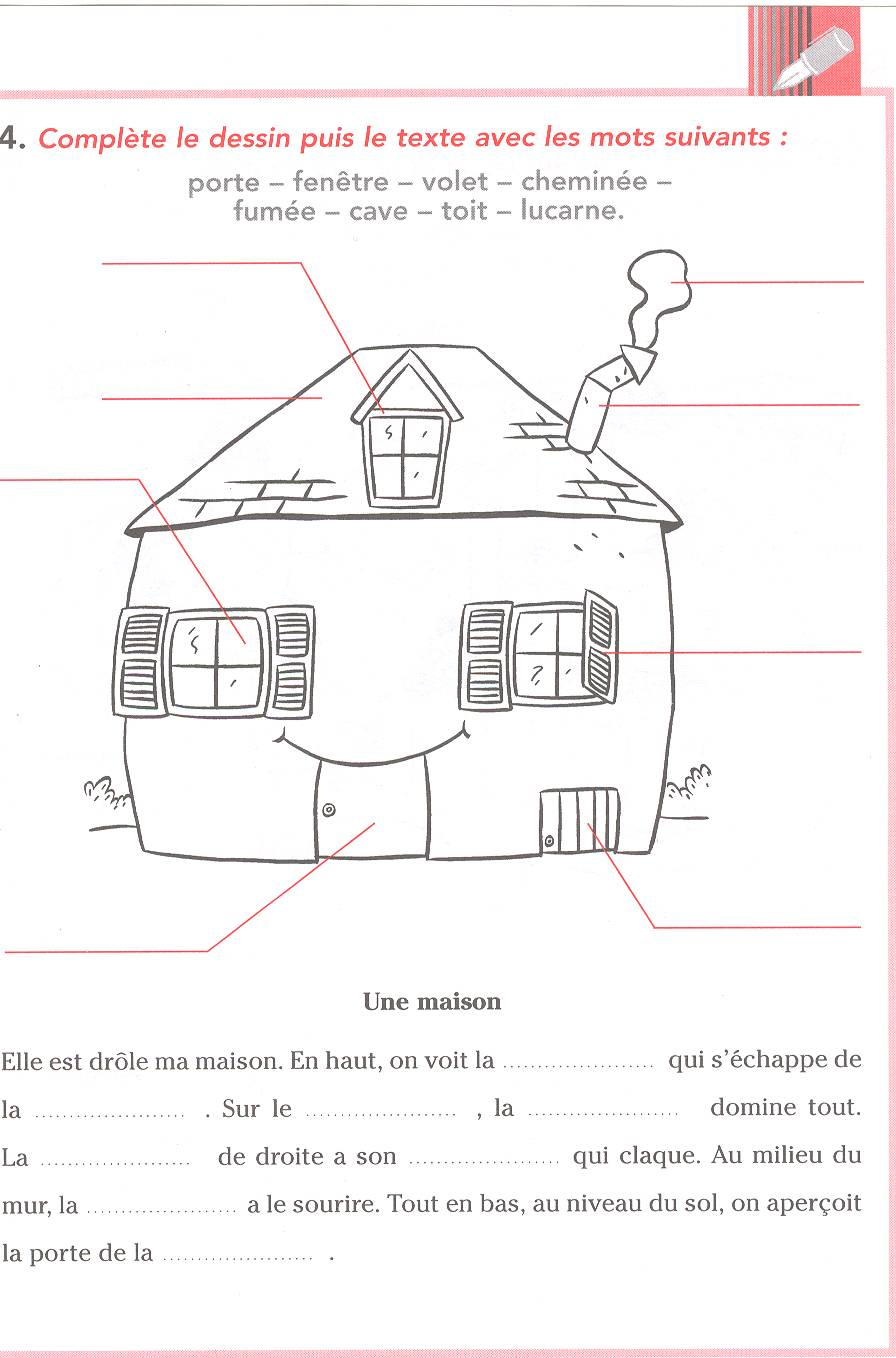 4. Complète le dessin puis le texte avec les mots suivants :
porte – fenêtre – volet – cheminée –
fumée – cave – toit – lucarne.
Une maison
Elle est drôle ma maison. En haut, on voit la ...................... qui s'échappe de
la ...................... . Sur le ...................... , la ...................... domine tout.
La ...................... de droite a son ...................... qui claque. Au milieu du
mur, la ...................... a le sourire. Tout en bas, au niveau du sol, on aperçoit
la porte de la ...................... .